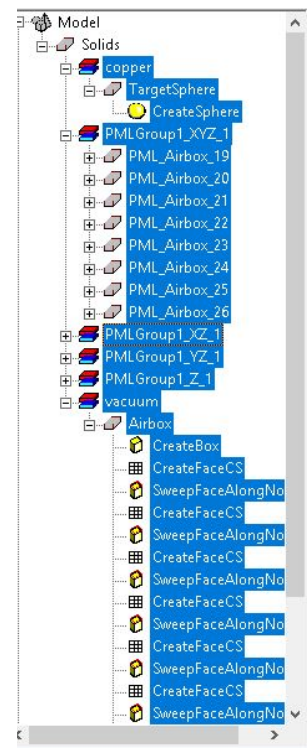 Model
Solids
copper
TargetSphere
CreateSphere
PMLGroup1_XYZ_1
PML_Airbox_19
PML_Airbox_20
PML_Airbox_21
PML_Airbox_22
PML_Airbox_23
PML_Airbox_24
PML_Airbox_25
PML_Airbox_26
PMLGroup1_XZ_1
PMLGroup1_YZ_1
PMLGroup1_Z_1
vacuum
Airbox
CreateBox
CreateFaceCS
SweepFaceAlongNo
CreateFaceCS
SweepFaceAlongNo
CreateFaceCS
SweepFaceAlongNo
CreateFaceCS
SweepFaceAlongNo
CreateFaceCS
SweepFaceAlongNo
CreateFaceCS
SweepFaceAlongNo